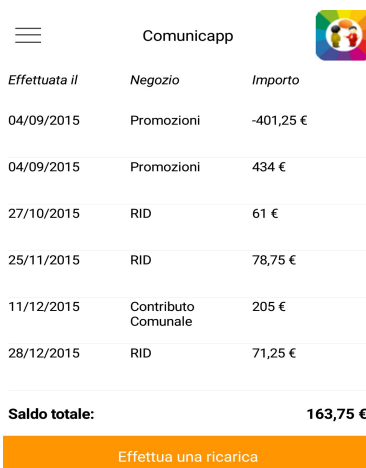 Comunicapp
Effettuata il Negozio Importo
04/09/2015 Promozioni -401,25 €
04/09/2015 Promozioni 434 €
27/10/2015 RID 61 €
25/11/2015 RID 78,75 €
11/12/2015 Contributo 205 €
Comunale
28/12/2015 RID 71,25 €
Saldo totale: 163,75 €
Effettua una ricarica